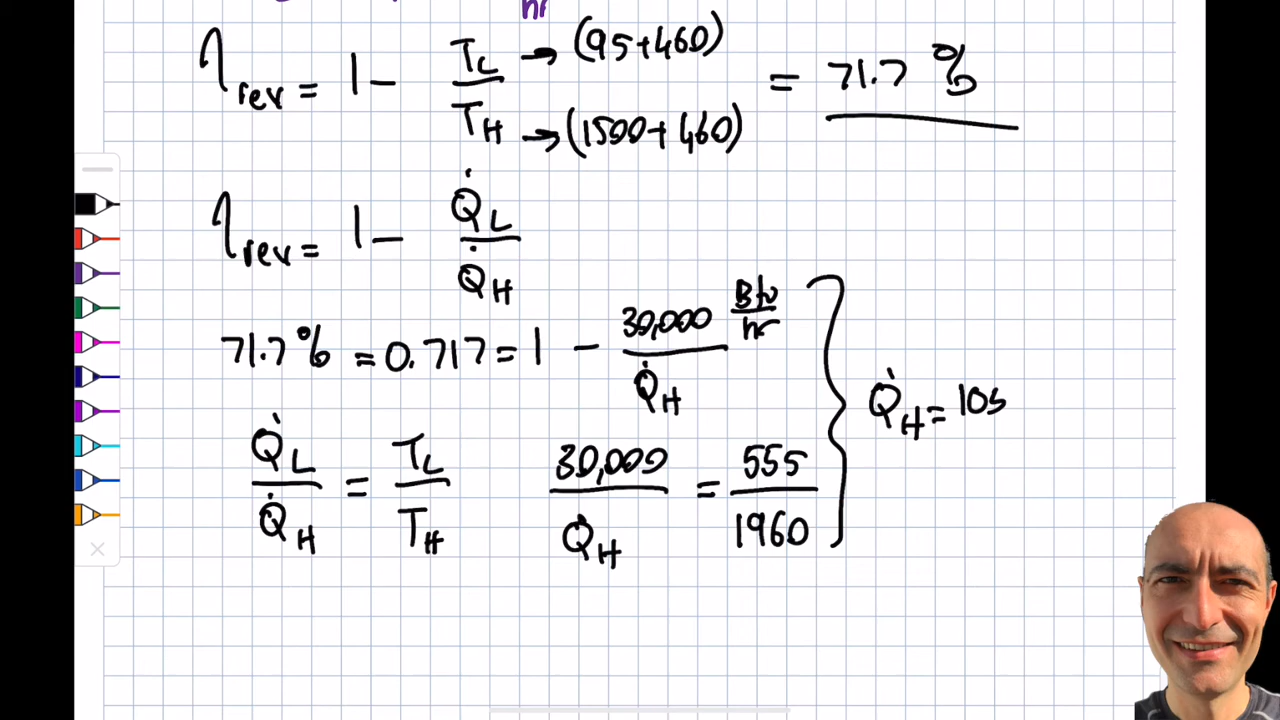 hr
η_rev = 1 - T_L → (95+460) / T_H → (1500+460) = 71.7 %
η_rev = 1 - Q̇_L / Q̇_H
71.7 % = 0.717 = 1 - 30,000 Btu/hr / Q̇_H
Q̇_H = 105
Q̇_L / Q̇_H = T_L / T_H 30,000 / Q̇_H = 555 / 1960